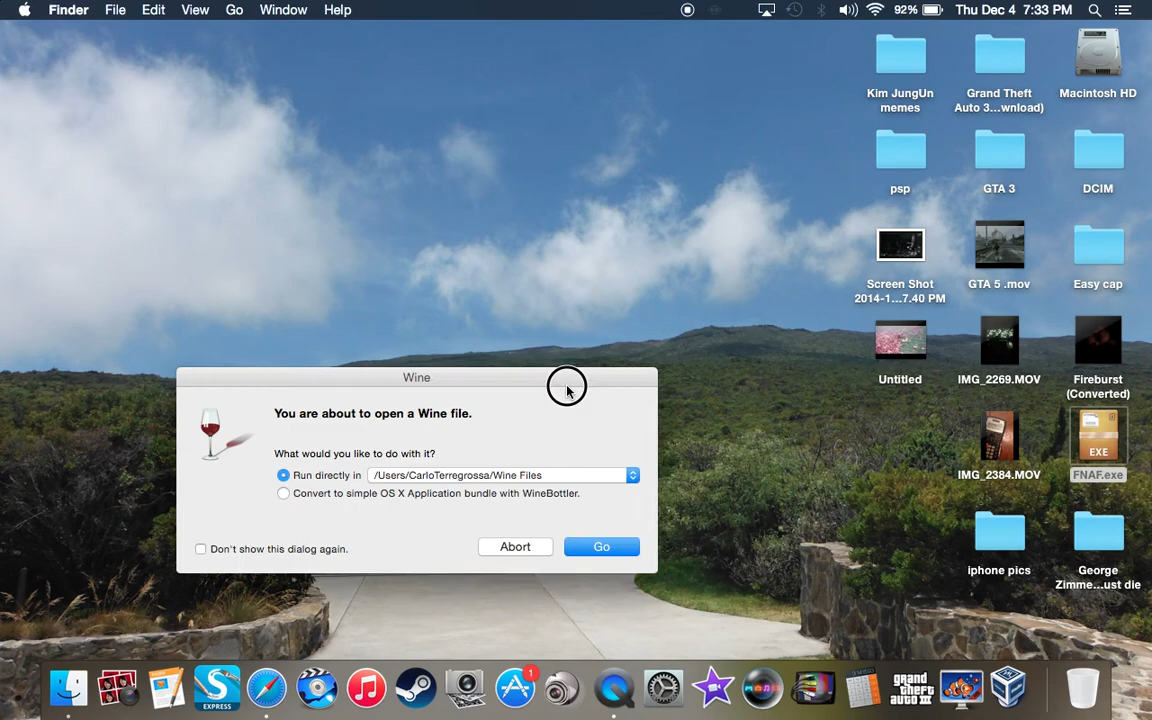 Finder File Edit View Go Window Help
92% Thu Dec 4 7:33 PM
Kim JungUn
memes
Grand Theft
Auto 3...wnload)
Macintosh HD
psp
GTA 3
DCIM
Screen Shot
2014-1...7.40 PM
GTA 5 .mov
Easy cap
Untitled
IMG_2269.MOV
Fireburst
(Converted)
IMG_2384.MOV
EXE
FNAF.exe
iphone pics
George
Zimme...ust die
Wine
You are about to open a Wine file.
What would you like to do with it?
Run directly in /Users/CarloTerregrossa/Wine Files
Convert to simple OS X Application bundle with WineBottler.
Don't show this dialog again.
Abort
Go
S
EXPRESS
1
grand
theft
auto III